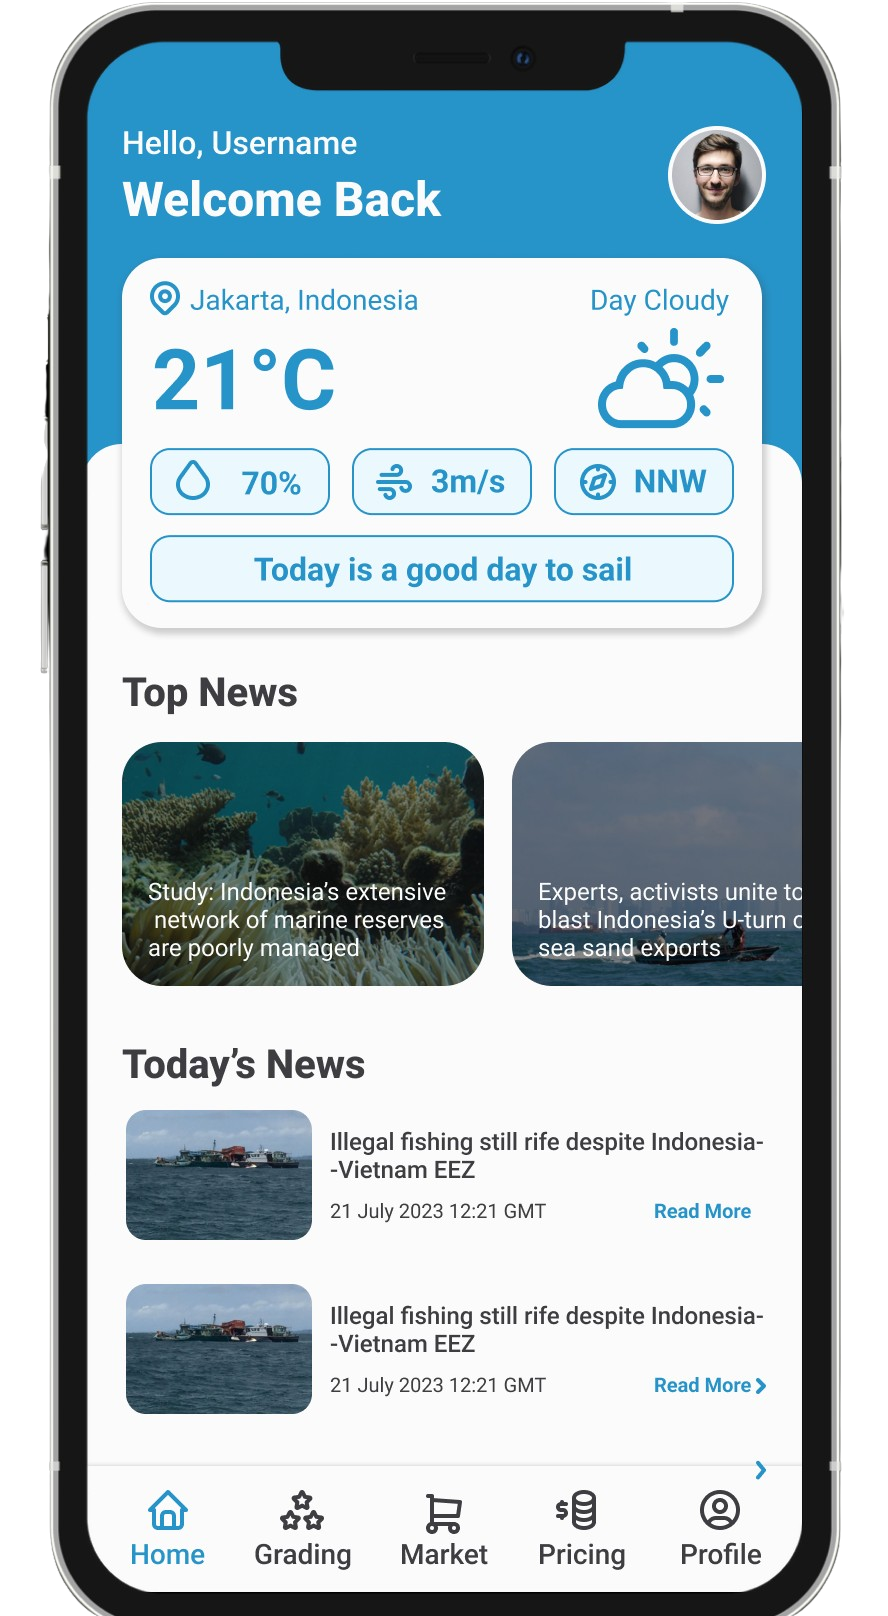 Hello, Username
Welcome Back
Jakarta, Indonesia
Day Cloudy
21°C
70%
3m/s
NNW
Today is a good day to sail
Top News
Study: Indonesia's extensive
network of marine reserves
are poorly managed
Experts, activists unite to
blast Indonesia's U-turn
sea sand exports
Today's News
Illegal fishing still rife despite Indonesia-
-Vietnam EEZ
21 July 2023 12:21 GMT
Read More
Illegal fishing still rife despite Indonesia-
-Vietnam EEZ
21 July 2023 12:21 GMT
Read More
Home
Grading
Market
Pricing
Profile